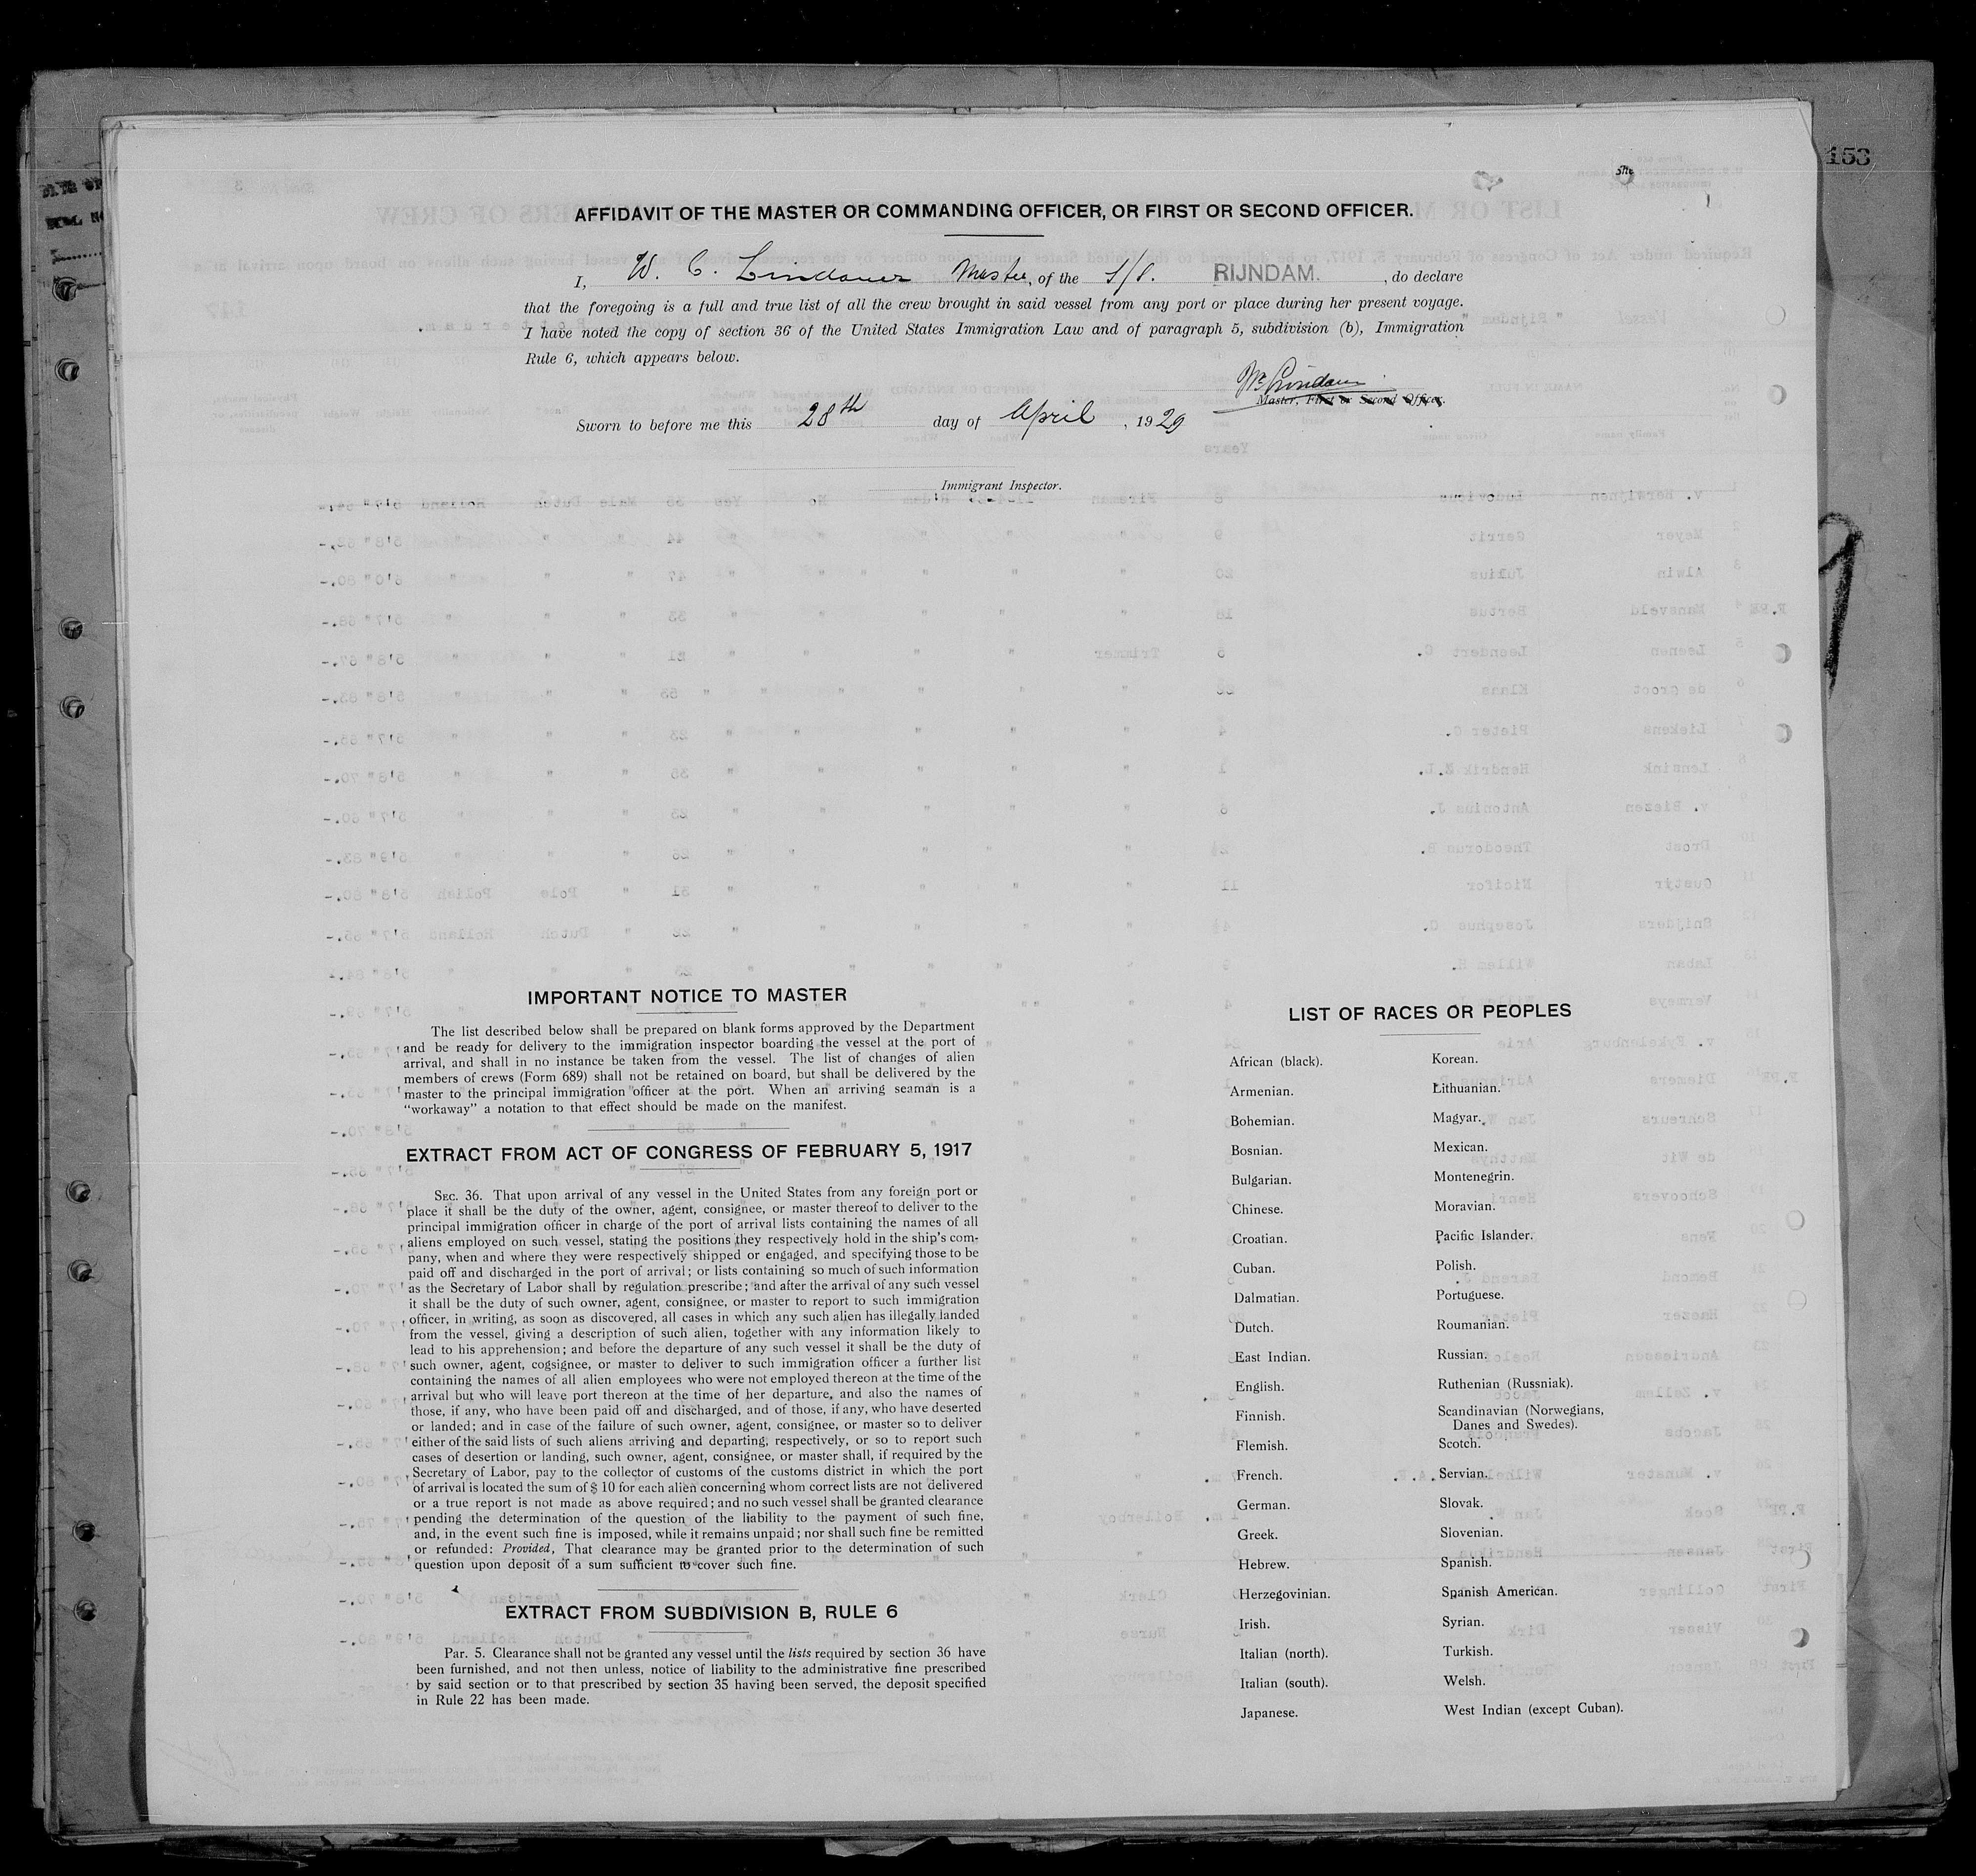 153
AFFIDAVIT OF THE MASTER OR COMMANDING OFFICER, OR FIRST OR SECOND OFFICER.
I, W. C. Lindauer Master, of the S/S. RIJNDAM. , do declare
that the foregoing is a full and true list of all the crew brought in said vessel from any port or place during her present voyage.
I have noted the copy of section 36 of the United States Immigration Law and of paragraph 5, subdivision (b), Immigration
Rule 6, which appears below.
Master, First or Second Officer.
Sworn to before me this 28th day of April , 1929
Immigrant Inspector.
IMPORTANT NOTICE TO MASTER
The list described below shall be prepared on blank forms approved by the Department
and be ready for delivery to the immigration inspector boarding the vessel at the port of
arrival, and shall in no instance be taken from the vessel. The list of changes of alien
members of crews (Form 689) shall not be retained on board, but shall be delivered by the
master to the principal immigration officer at the port. When an arriving seaman is a
“workaway” a notation to that effect should be made on the manifest.
EXTRACT FROM ACT OF CONGRESS OF FEBRUARY 5, 1917
SEC. 36. That upon arrival of any vessel in the United States from any foreign port or
place it shall be the duty of the owner, agent, consignee, or master thereof to deliver to the
principal immigration officer in charge of the port of arrival lists containing the names of all
aliens employed on such vessel, stating the positions they respectively hold in the ship's com-
pany, when and where they were respectively shipped or engaged, and specifying those to be
paid off and discharged in the port of arrival; or lists containing so much of such information
as the Secretary of Labor shall by regulation prescribe; and after the arrival of any such vessel
it shall be the duty of such owner, agent, consignee, or master to report to such immigration
officer, in writing, as soon as discovered, all cases in which any such alien has illegally landed
from the vessel, giving a description of such alien, together with any information likely to
lead to his apprehension; and before the departure of any such vessel it shall be the duty of
such owner, agent, cogsignee, or master to deliver to such immigration officer a further list
containing the names of all alien employees who were not employed thereon at the time of the
arrival but who will leave port thereon at the time of her departure, and also the names of
those, if any, who have been paid off and discharged, and of those, if any, who have deserted
or landed; and in case of the failure of such owner, agent, consignee, or master so to deliver
either of the said lists of such aliens arriving and departing, respectively, or so to report such
cases of desertion or landing, such owner, agent, consignee, or master shall, if required by the
Secretary of Labor, pay to the collector of customs of the customs district in which the port
of arrival is located the sum of $ 10 for each alien concerning whom correct lists are not delivered
or a true report is not made as above required; and no such vessel shall be granted clearance
pending the determination of the question of the liability to the payment of such fine,
and, in the event such fine is imposed, while it remains unpaid; nor shall such fine be remitted
or refunded: Provided, That clearance may be granted prior to the determination of such
question upon deposit of a sum sufficient to cover such fine.
EXTRACT FROM SUBDIVISION B, RULE 6
Par. 5. Clearance shall not be granted any vessel until the lists required by section 36 have
been furnished, and not then unless, notice of liability to the administrative fine prescribed
by said section or to that prescribed by section 35 having been served, the deposit specified
in Rule 22 has been made.
LIST OF RACES OR PEOPLES
African (black).
Armenian.
Bohemian.
Bosnian.
Bulgarian.
Chinese.
Croatian.
Cuban.
Dalmatian.
Dutch.
East Indian.
English.
Finnish.
Flemish.
French.
German.
Greek.
Hebrew.
Herzegovinian.
Irish.
Italian (north).
Italian (south).
Japanese.
Korean.
Lithuanian.
Magyar.
Mexican.
Montenegrin.
Moravian.
Pacific Islander.
Polish.
Portuguese.
Roumanian.
Russian.
Ruthenian (Russniak).
Scandinavian (Norwegians,
Danes and Swedes).
Scotch.
Servian.
Slovak.
Slovenian.
Spanish.
Spanish American.
Syrian.
Turkish.
Welsh.
West Indian (except Cuban).